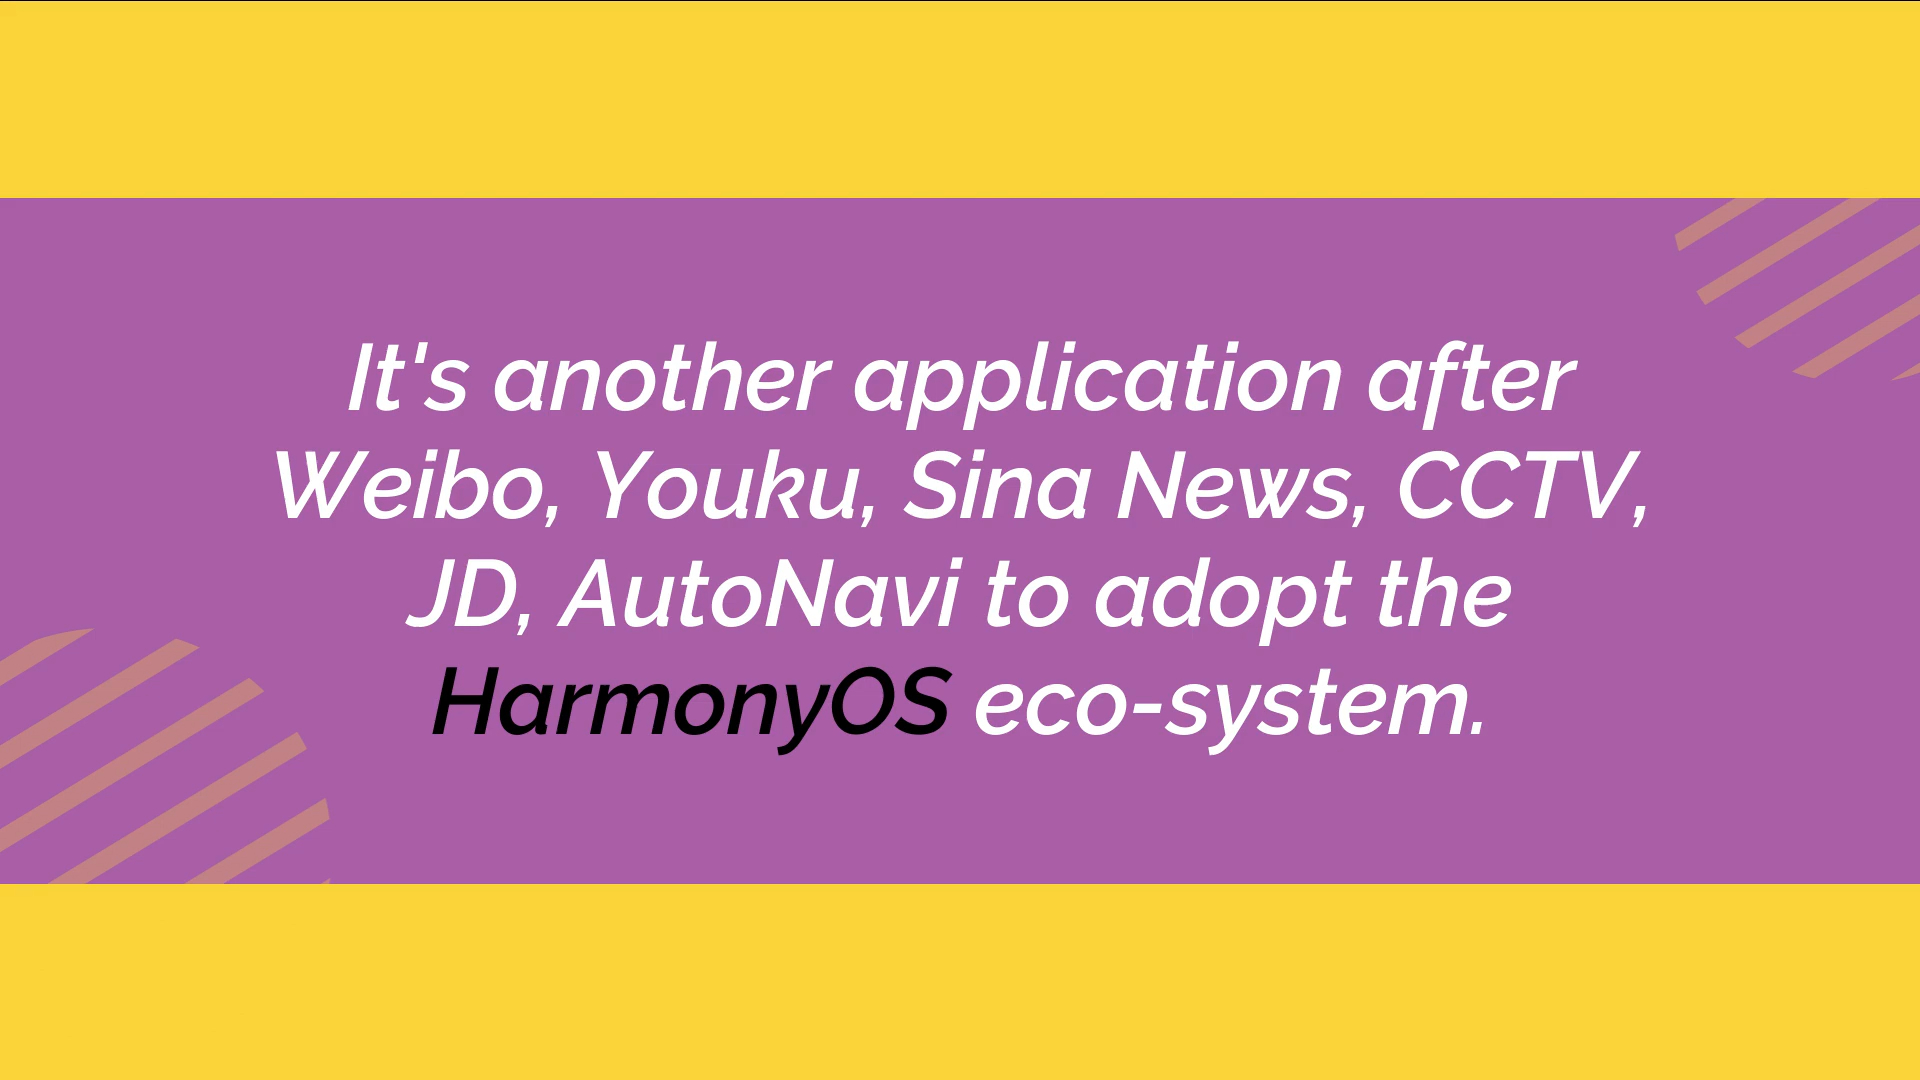 It's another application after
Weibo, Youku, Sina News, CCTV,
JD, AutoNavi to adopt the
HarmonyOS eco-system.